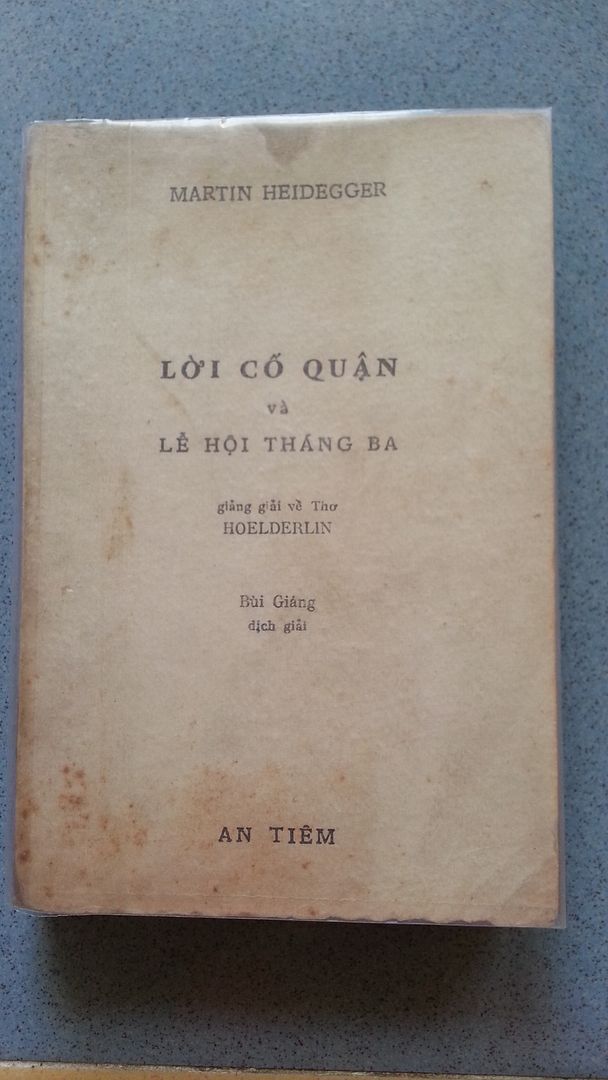 MARTIN HEIDEGGER
LỜI CỐ QUẬN
và
LỄ HỘI THÁNG BA
giảng giải về Thơ
HOELDERLIN
Bùi Giáng
dịch giải
AN TIÊM